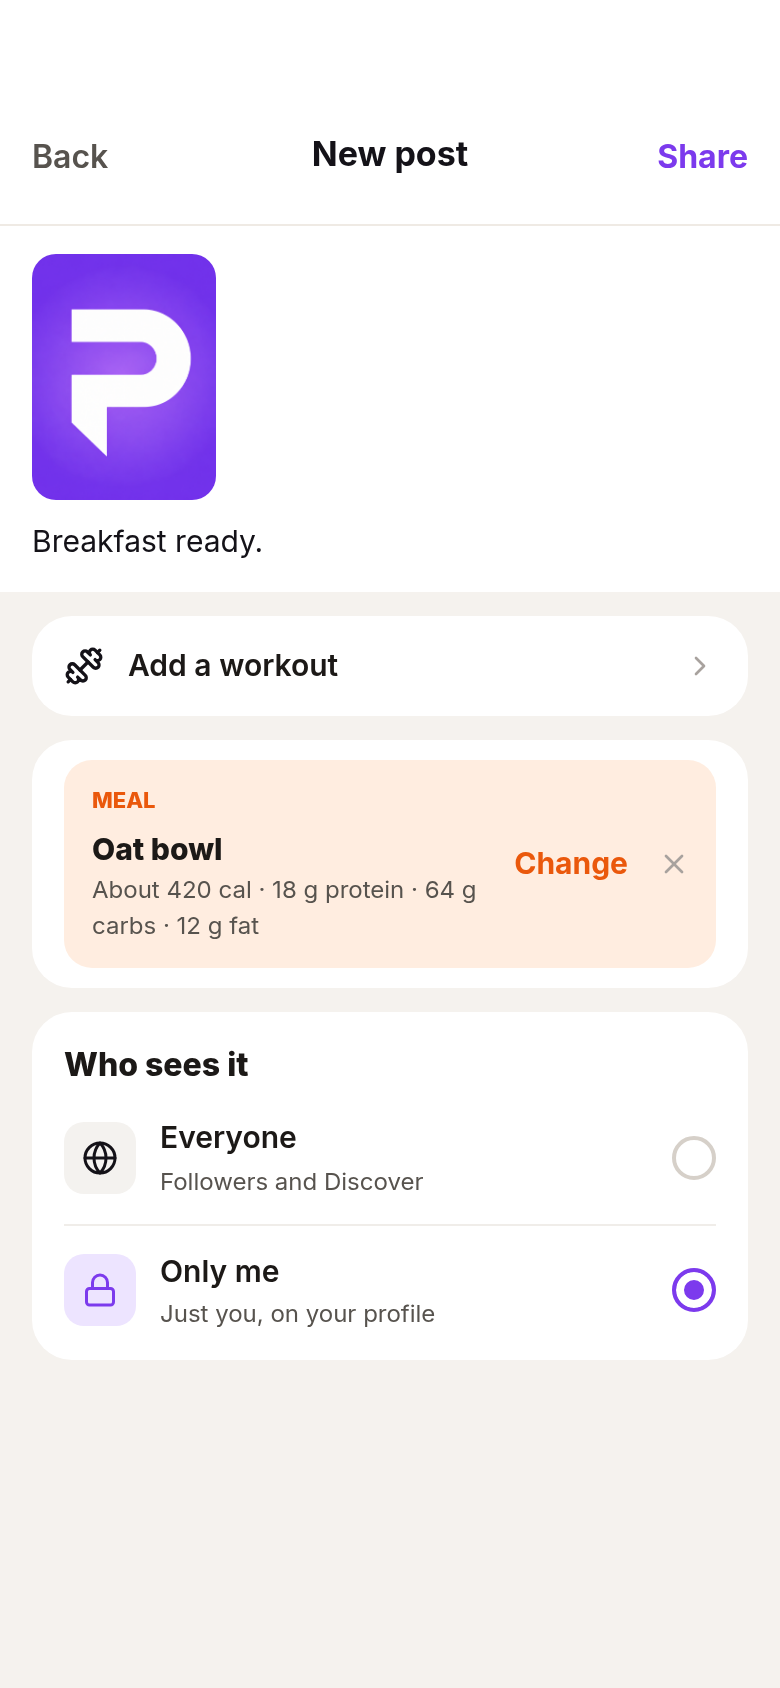 Back
New post
Share
Breakfast ready.
Add a workout
MEAL
Oat bowl
About 420 cal · 18 g protein · 64 g
carbs · 12 g fat
Change
Who sees it
Everyone
Followers and Discover
Only me
Just you, on your profile